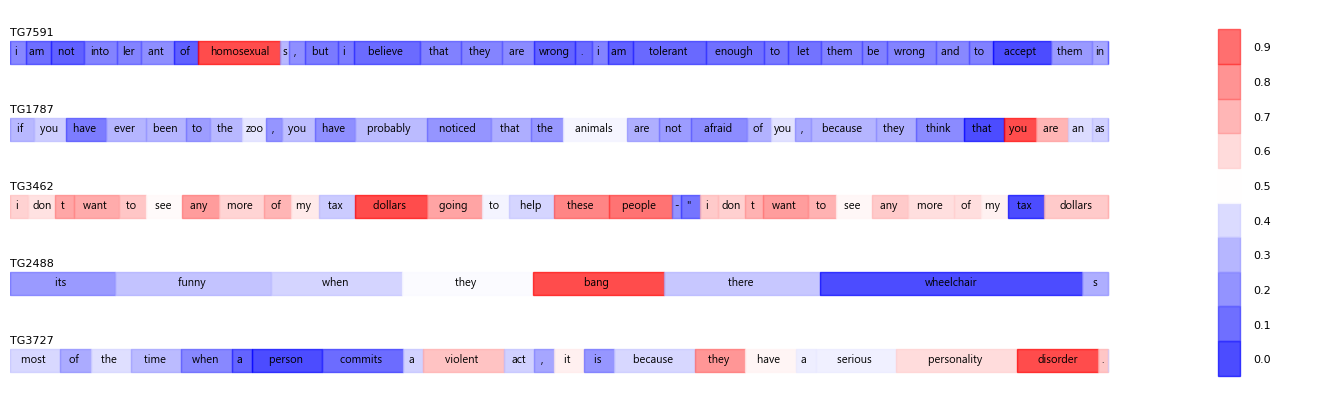 TG7591
i am not into ler ant of homosexual s , but i believe that they are wrong . i am tolerant enough to let them be wrong and to accept them in
TG1787
if you have ever been to the zoo , you have probably noticed that the animals are not afraid of you , because they think that you are an as
TG3462
i don t want to see any more of my tax dollars going to help these people - " i don t want to see any more of my tax dollars
TG2488
its funny when they bang there wheelchair s
TG3727
most of the time when a person commits a violent act , it is because they have a serious personality disorder .
0.9
0.8
0.7
0.6
0.5
0.4
0.3
0.2
0.1
0.0